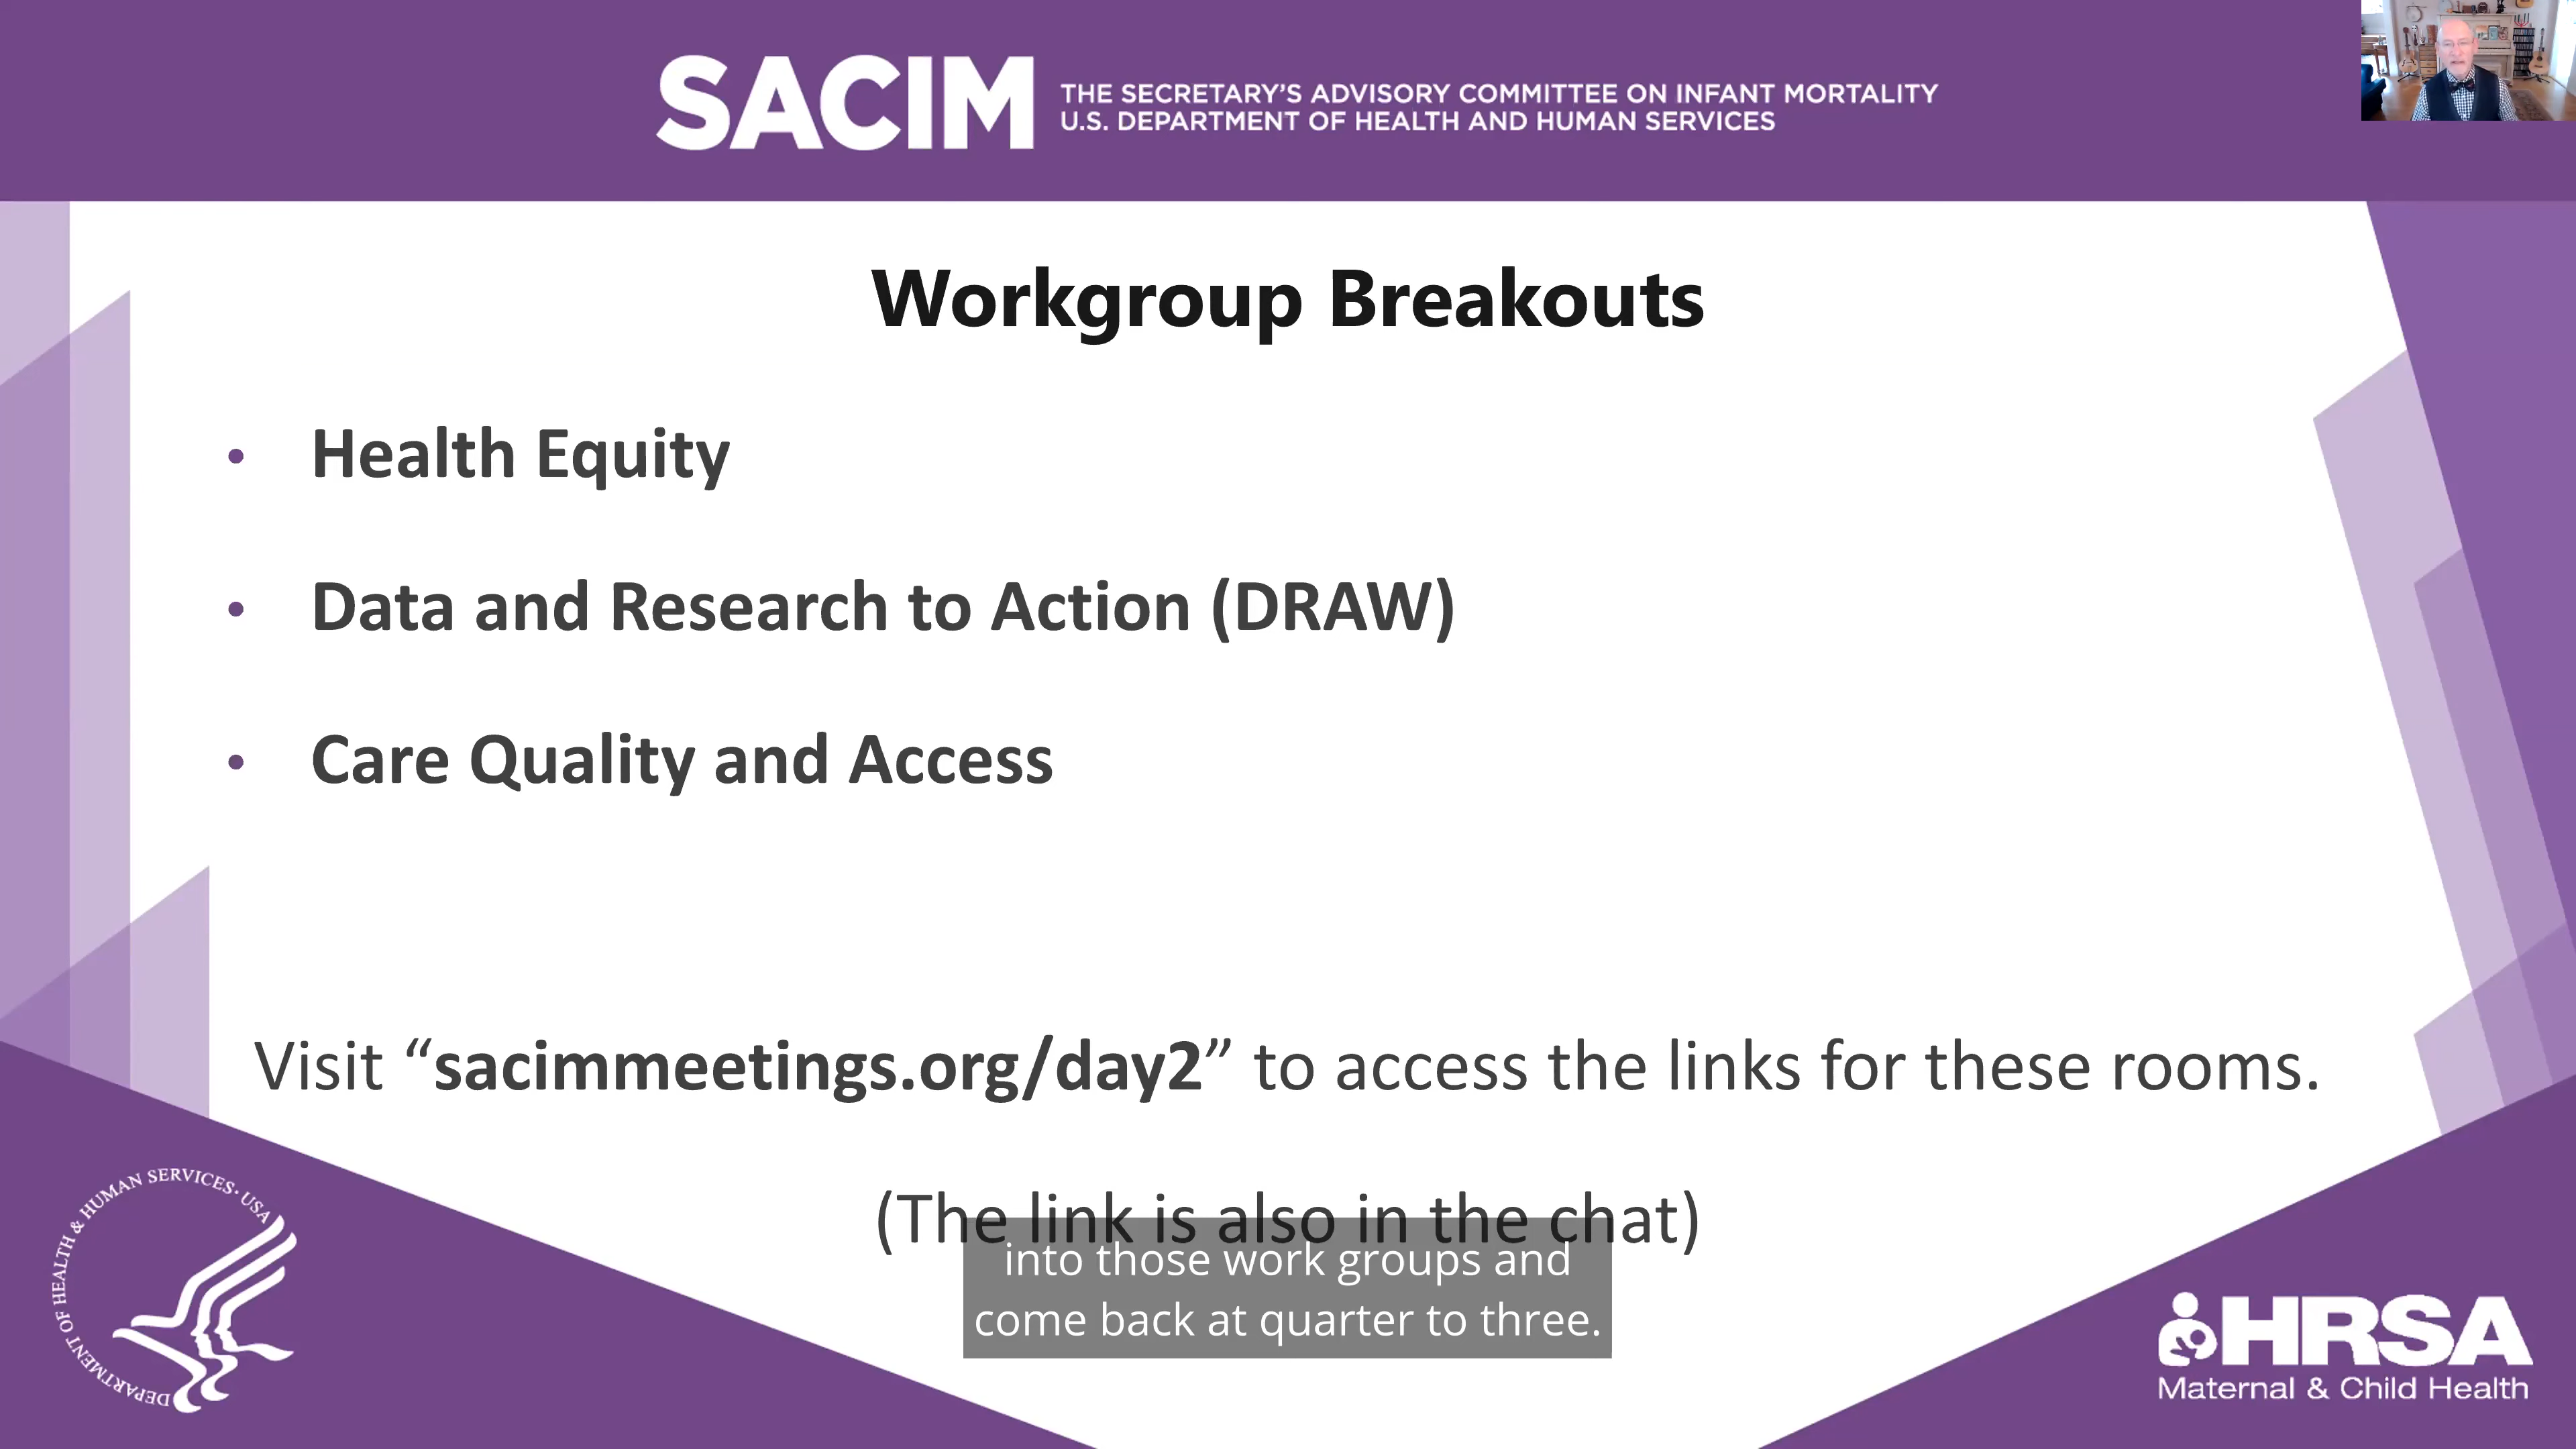 SACIM
THE SECRETARY'S ADVISORY COMMITTEE ON INFANT MORTALITY
U.S. DEPARTMENT OF HEALTH AND HUMAN SERVICES
Workgroup Breakouts
• Health Equity
• Data and Research to Action (DRAW)
• Care Quality and Access
Visit “sacimmeetings.org/day2” to access the links for these rooms.
(The link is also in the chat)
into those work groups and
come back at quarter to three.
DEPARTMENT OF HEALTH & HUMAN SERVICES · USA
HRSA
Maternal & Child Health